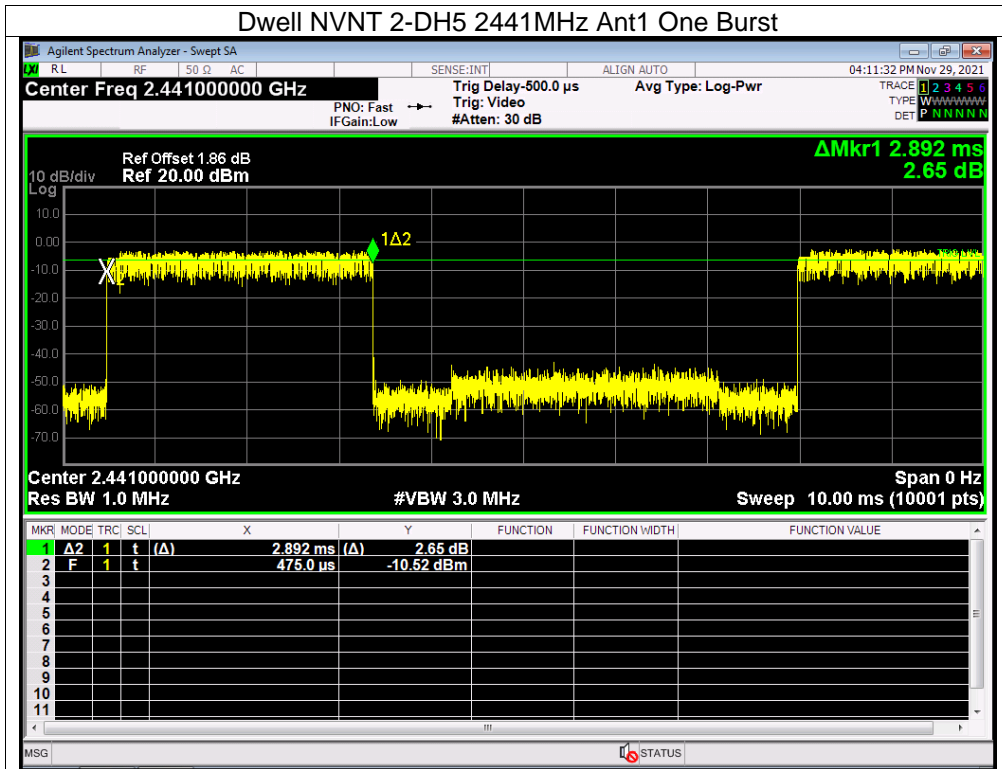 Dwell NVNT 2-DH5 2441MHz Ant1 One Burst
Agilent Spectrum Analyzer - Swept SA
LXI RL RF 50 Ω AC SENSE:INT ALIGN AUTO 04:11:32 PM Nov 29, 2021
Center Freq 2.441000000 GHz
PNO: Fast
IFGain:Low
Trig Delay-500.0 µs
Trig: Video
#Atten: 30 dB
Avg Type: Log-Pwr
TRACE 1 2 3 4 5 6
TYPE WWWWWWW
DET P N N N N N
ΔMkr1 2.892 ms
2.65 dB
Ref Offset 1.86 dB
10 dB/div Ref 20.00 dBm
Log
10.0
0.00
-10.0
-20.0
-30.0
-40.0
-50.0
-60.0
-70.0
1Δ2
X2
Center 2.441000000 GHz Span 0 Hz
Res BW 1.0 MHz #VBW 3.0 MHz Sweep 10.00 ms (10001 pts)
MKR MODE TRC SCL X Y FUNCTION FUNCTION WIDTH FUNCTION VALUE
1 Δ2 1 t (Δ) 2.892 ms (Δ) 2.65 dB
2 F 1 t 475.0 µs -10.52 dBm
3
4
5
6
7
8
9
10
11
MSG STATUS